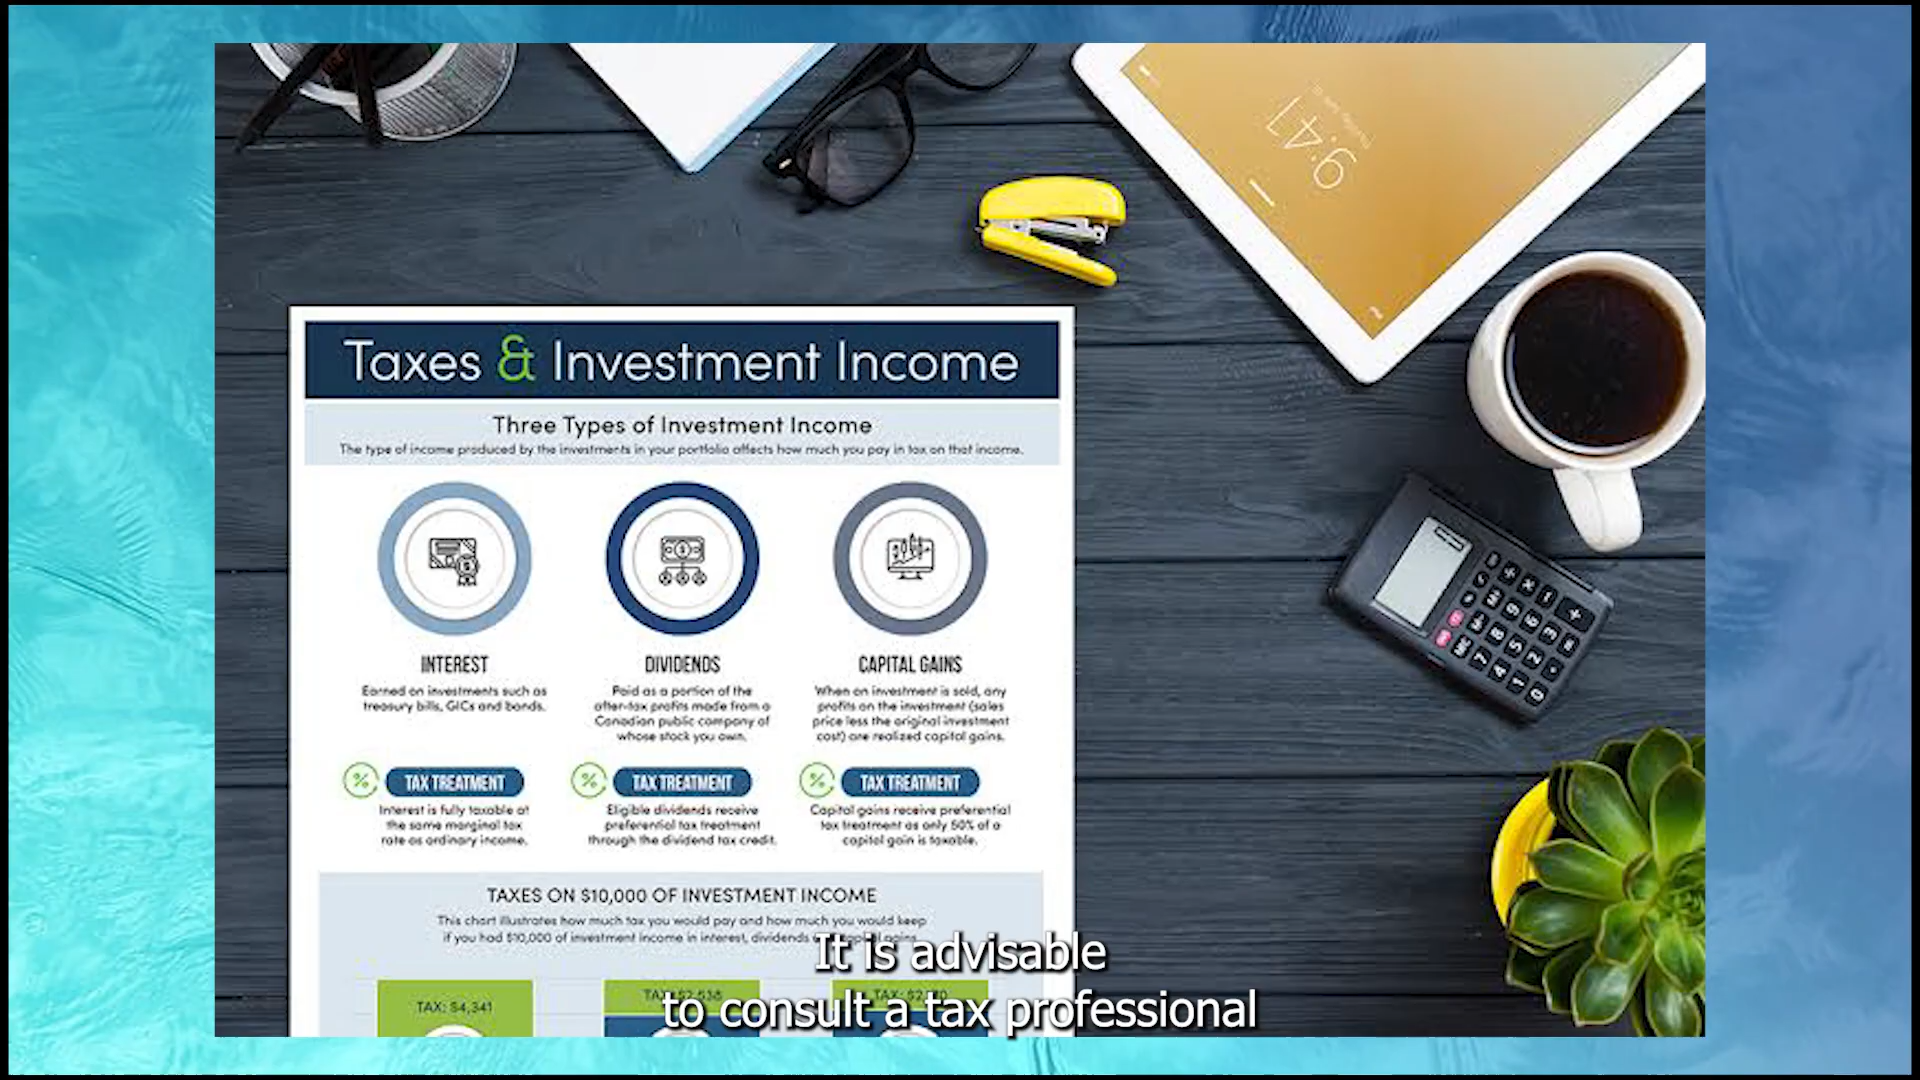 9:41
Taxes & Investment Income
Three Types of Investment Income
The type of income produced by the investments in your portfolio affects how much you pay in tax on that income.
INTEREST
Earned on investments such as
treasury bills, GICs and bonds.
DIVIDENDS
Paid as a portion of the
after-tax profits made from a
Canadian public company of
whose stock you own.
CAPITAL GAINS
When an investment is sold, any
profits on the investment (sales
price less the original investment
cost) are realized capital gains.
% TAX TREATMENT
Interest is fully taxable at
the same marginal tax
rate as ordinary income.
% TAX TREATMENT
Eligible dividends receive
preferential tax treatment
through the dividend tax credit.
% TAX TREATMENT
Capital gains receive preferential
tax treatment as only 50% of a
capital gain is taxable.
TAXES ON $10,000 OF INVESTMENT INCOME
This chart illustrates how much tax you would pay and how much you would keep
if you had $10,000 of investment income in interest, dividends capital gains
TAX: $4,341
TAX: $2,538
TAX:
It is advisable
to consult a tax professional